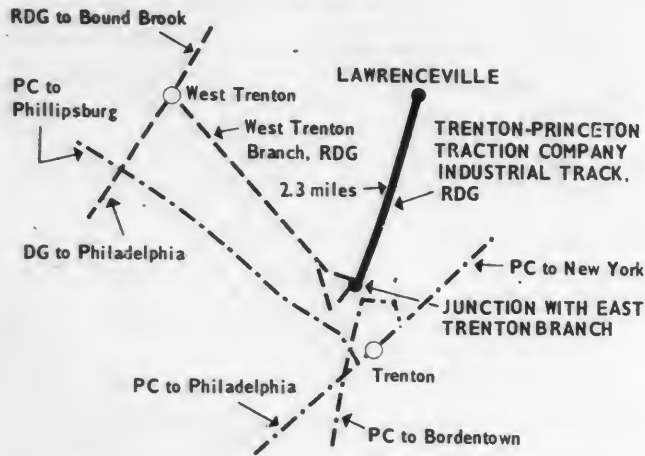 RDG to Bound Brook
PC to
Phillipsburg
West Trenton
LAWRENCEVILLE
West Trenton
Branch, RDG
TRENTON-PRINCETON
TRACTION COMPANY
INDUSTRIAL TRACK,
RDG
2.3 miles
DG to Philadelphia
PC to New York
JUNCTION WITH EAST
TRENTON BRANCH
Trenton
PC to Philadelphia
PC to Bordentown